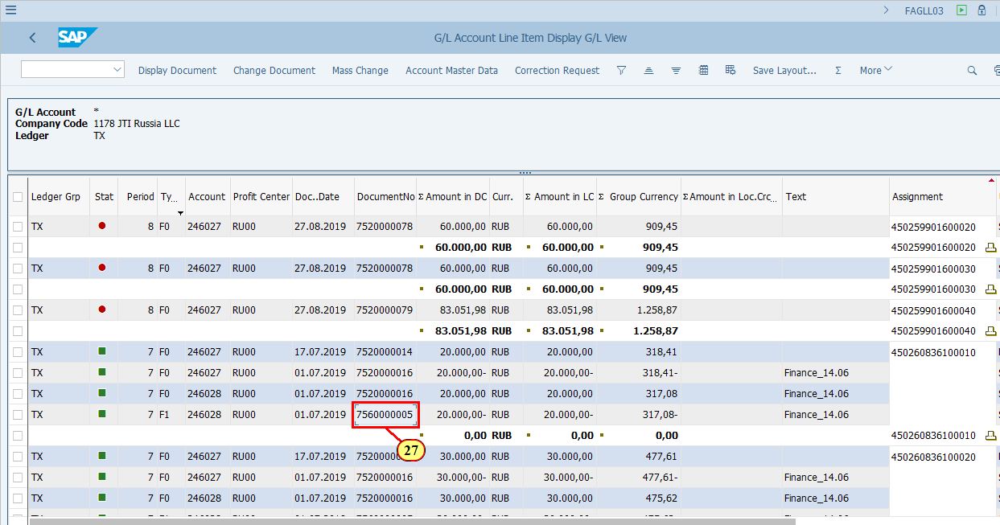 FAGLL03
SAP G/L Account Line Item Display G/L View
Display Document Change Document Mass Change Account Master Data Correction Request Save Layout... Σ More
G/L Account *
Company Code 1178 JTI Russia LLC
Ledger TX
Ledger Grp Stat Period Ty... Account Profit Center Doc..Date DocumentNo Σ Amount in DC Curr. Σ Amount in LC Σ Group Currency Σ Amount in Loc.Crc... Text Assignment
TX 8 F0 246027 RU00 27.08.2019 7520000078 60.000,00 RUB 60.000,00 909,45 450259901600020
60.000,00 RUB 60.000,00 909,45 450259901600020
TX 8 F0 246027 RU00 27.08.2019 7520000078 60.000,00 RUB 60.000,00 909,45 450259901600030
60.000,00 RUB 60.000,00 909,45 450259901600030
TX 8 F0 246027 RU00 27.08.2019 7520000079 83.051,98 RUB 83.051,98 1.258,87 450259901600040
83.051,98 RUB 83.051,98 1.258,87 450259901600040
TX 7 F0 246027 RU00 17.07.2019 7520000014 20.000,00 RUB 20.000,00 318,41 450260836100010
TX 7 F0 246027 RU00 01.07.2019 7520000016 20.000,00- RUB 20.000,00- 318,41- Finance_14.06
TX 7 F0 246028 RU00 01.07.2019 7520000016 20.000,00 RUB 20.000,00 317,08 Finance_14.06
TX 7 F1 246028 RU00 01.07.2019 7560000005 20.000,00- RUB 20.000,00- 317,08- Finance_14.06
0,00 RUB 0,00 0,00 450260836100010
27
TX 7 F0 246027 RU00 17.07.2019 30.000,00 RUB 30.000,00 477,61 450260836100020
TX 7 F0 246027 RU00 01.07.2019 7520000016 30.000,00- RUB 30.000,00- 477,61- Finance_14.06
TX 7 F0 246028 RU00 01.07.2019 7520000016 30.000,00 RUB 30.000,00 475,62 Finance_14.06